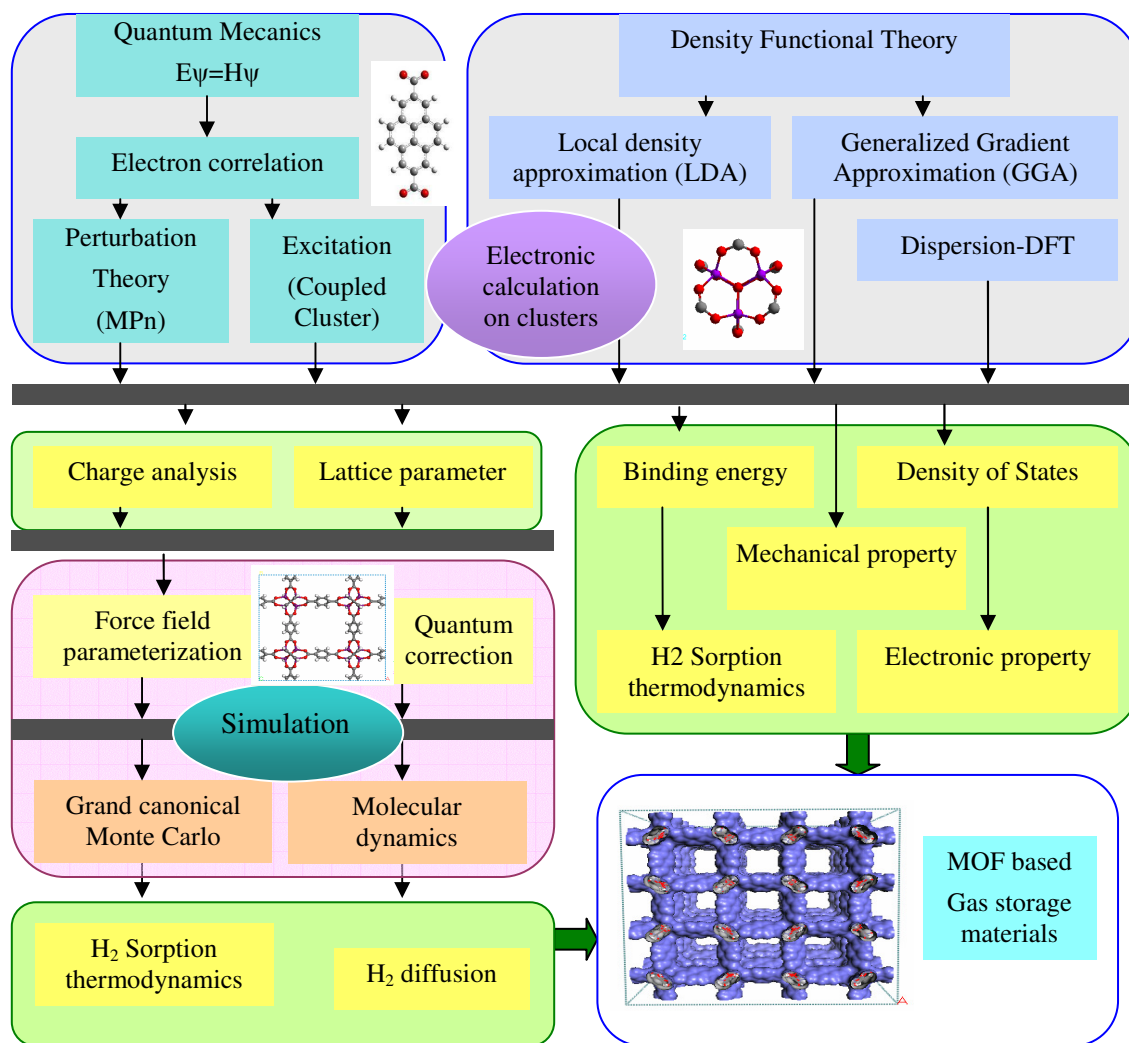 Quantum Mecanics
Eψ=Hψ
Electron correlation
Perturbation
Theory
(MPn)
Excitation
(Coupled
Cluster)
Density Functional Theory
Local density
approximation (LDA)
Generalized Gradient
Approximation (GGA)
Dispersion-DFT
Electronic
calculation
on clusters
Charge analysis
Lattice parameter
Binding energy
Density of States
Mechanical property
H2 Sorption
thermodynamics
Electronic property
Force field
parameterization
Quantum
correction
Simulation
Grand canonical
Monte Carlo
Molecular
dynamics
H₂ Sorption
thermodynamics
H₂ diffusion
MOF based
Gas storage
materials